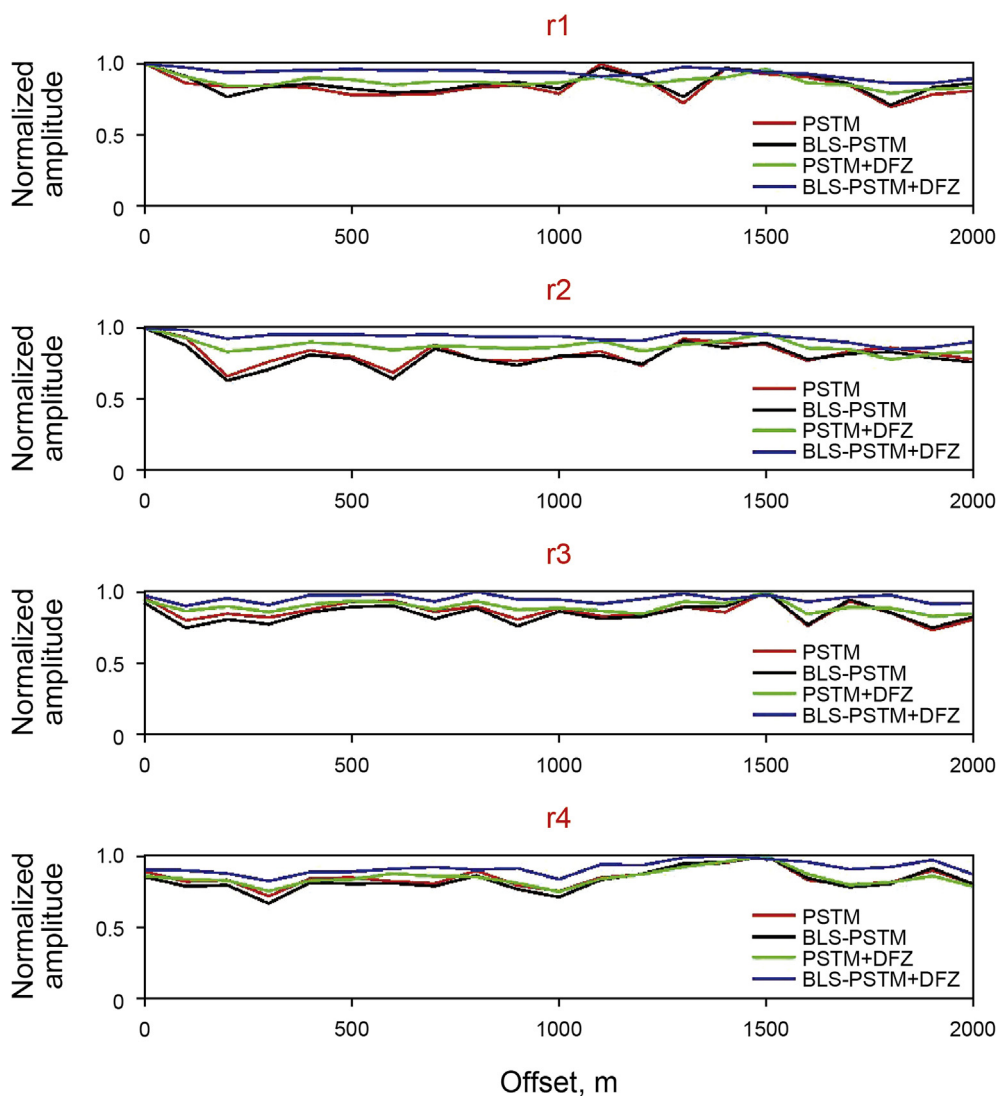 r1
Normalized
amplitude
1.0
0.5
0
PSTM
BLS-PSTM
PSTM+DFZ
BLS-PSTM+DFZ
0 500 1000 1500 2000
r2
Normalized
amplitude
1.0
0.5
0
PSTM
BLS-PSTM
PSTM+DFZ
BLS-PSTM+DFZ
0 500 1000 1500 2000
r3
Normalized
amplitude
1.0
0.5
0
PSTM
BLS-PSTM
PSTM+DFZ
BLS-PSTM+DFZ
0 500 1000 1500 2000
r4
Normalized
amplitude
1.0
0.5
0
PSTM
BLS-PSTM
PSTM+DFZ
BLS-PSTM+DFZ
0 500 1000 1500 2000
Offset, m